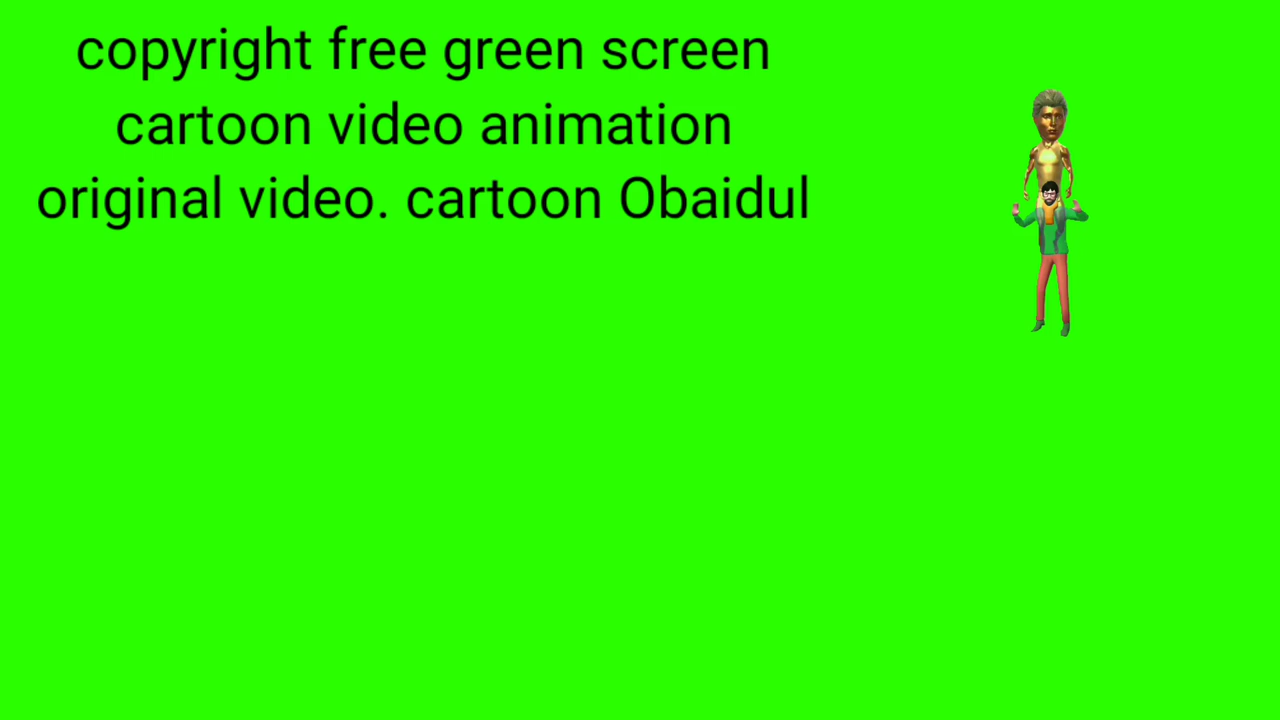 copyright free green screen
cartoon video animation
original video. cartoon Obaidul